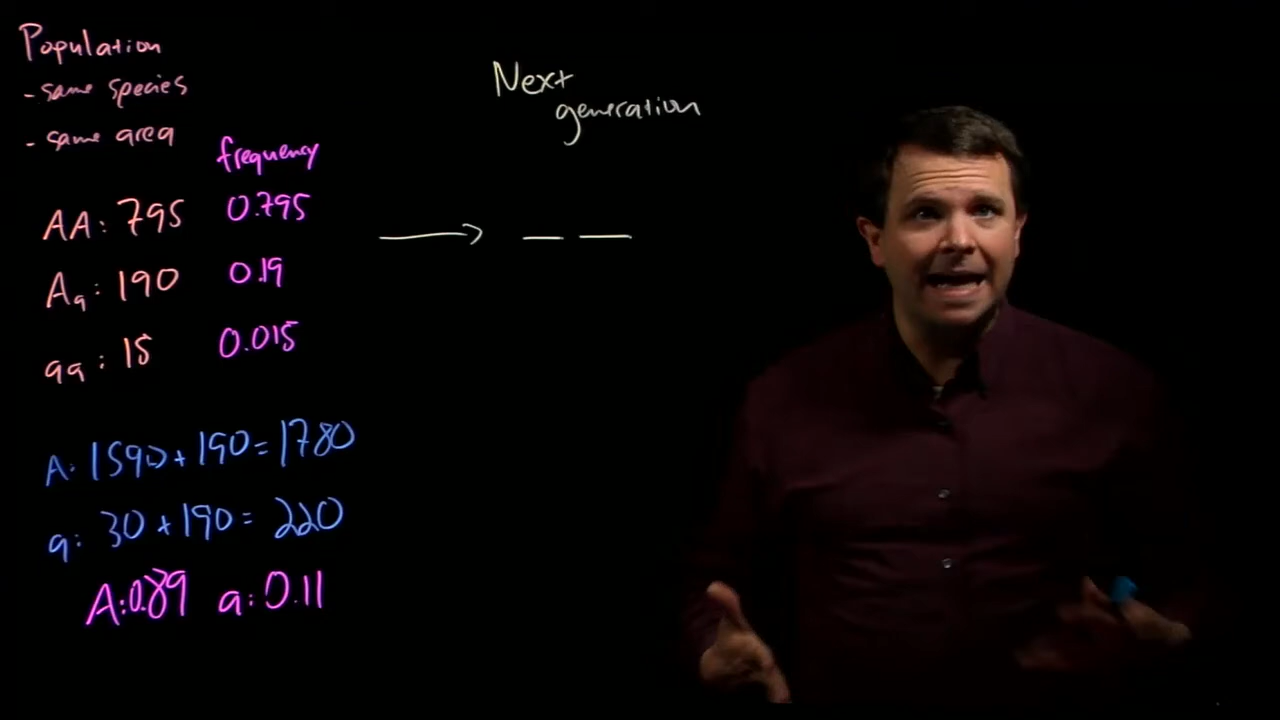 Population
- same species
- same area
frequency
AA: 795 0.795
Aa: 190 0.19
aa: 15 0.015
A: 1590 + 190 = 1780
a: 30 + 190 = 220
A: 0.89 a: 0.11
Next
generation